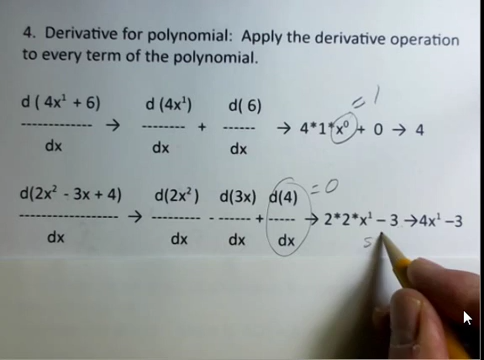 4. Derivative for polynomial: Apply the derivative operation
to every term of the polynomial.
= 1
d ( 4x¹ + 6) d (4x¹) d( 6)
------------- → -------- + ------ → 4*1*x⁰ + 0 → 4
dx dx dx
= 0
d(2x² - 3x + 4) d(2x²) d(3x) d(4)
------------------ → -------- - ------ + ----- → 2*2*x¹ – 3 →4x¹ –3
dx dx dx dx